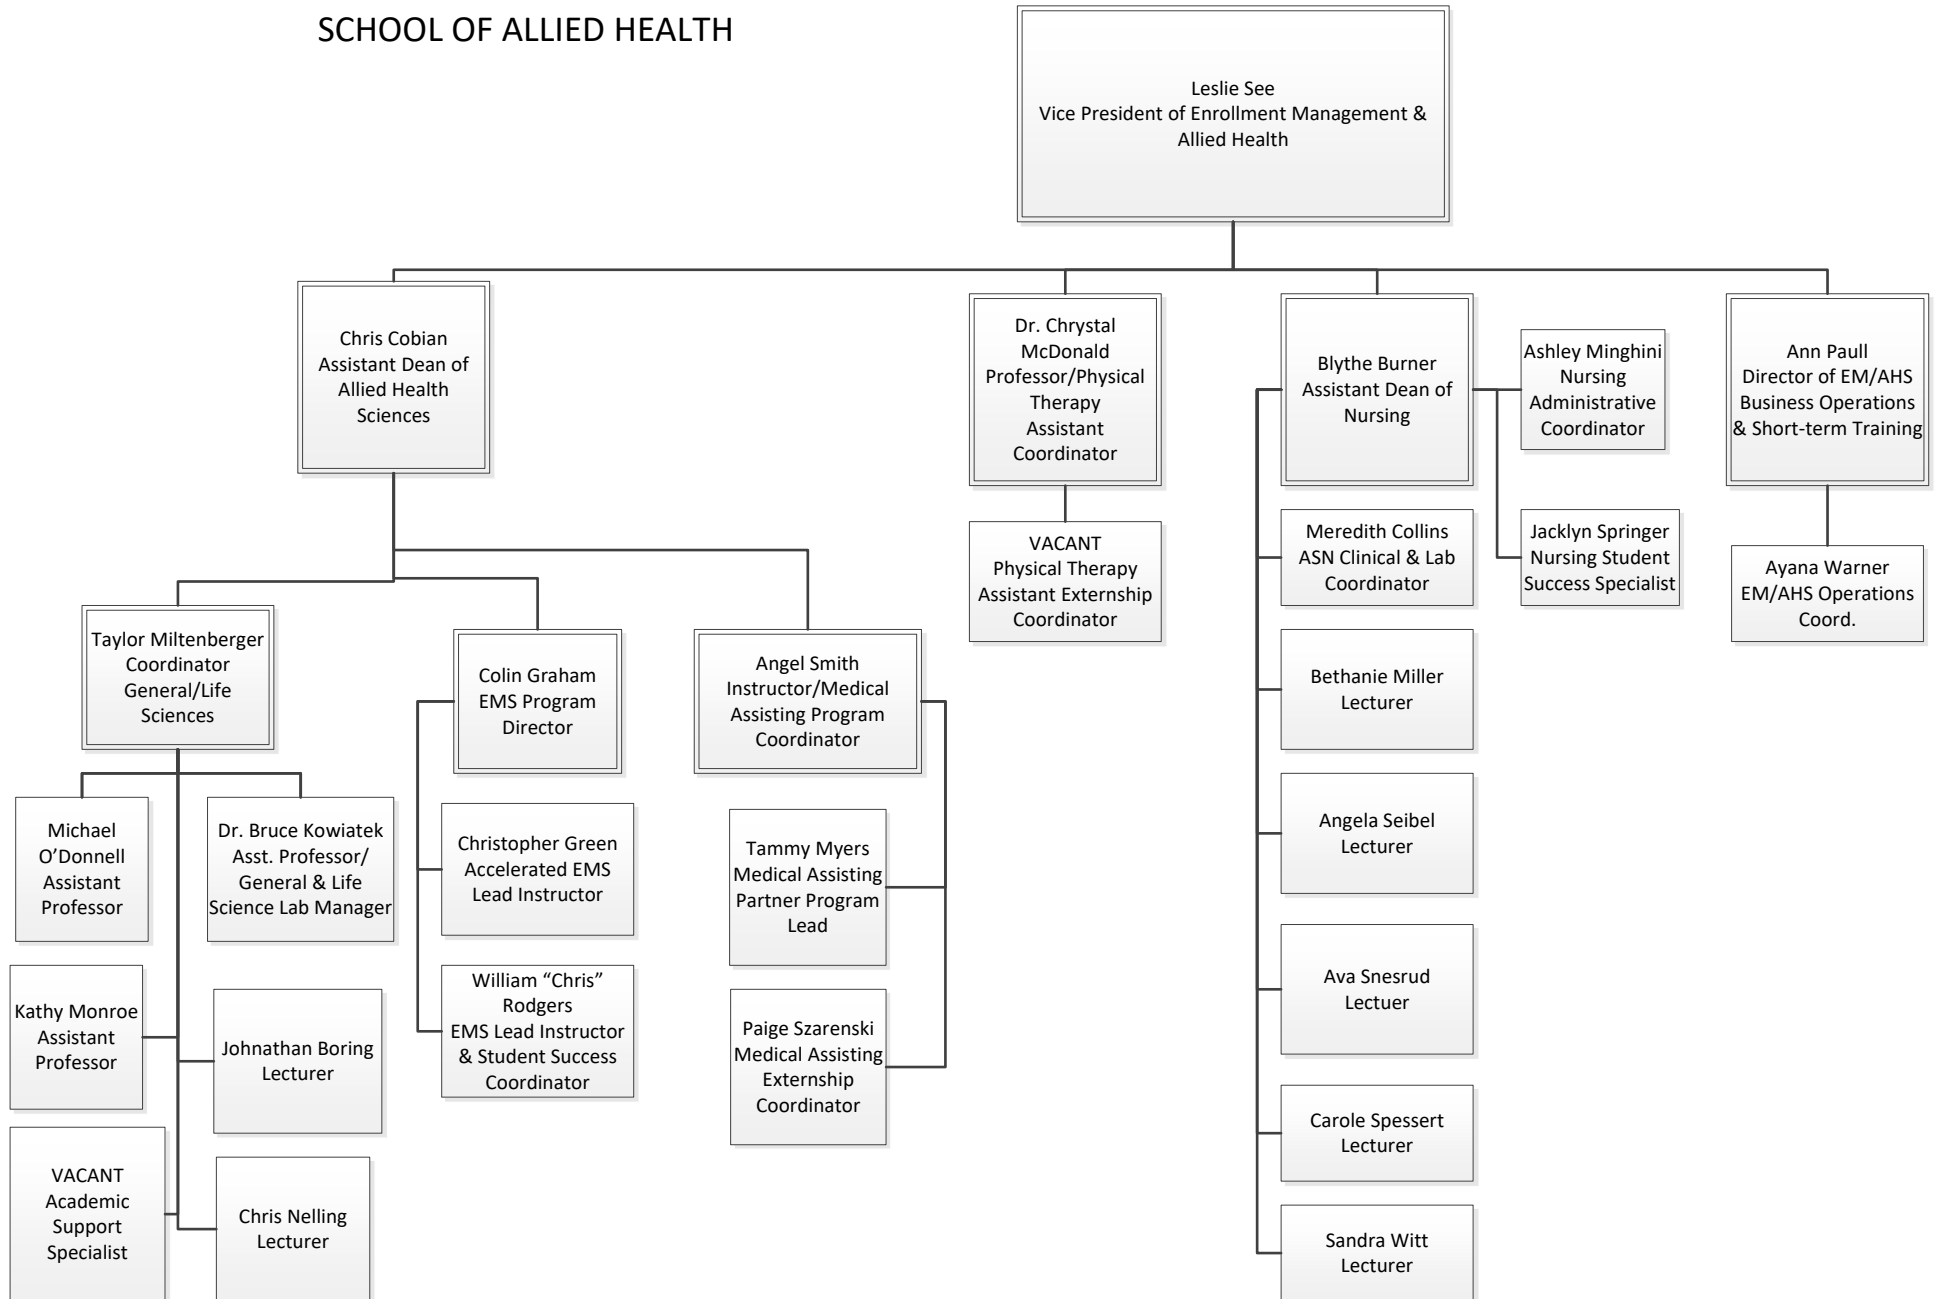 SCHOOL OF ALLIED HEALTH
Leslie See
Vice President of Enrollment Management &
Allied Health
Chris Cobian
Assistant Dean of
Allied Health
Sciences
Dr. Chrystal
McDonald
Professor/Physical
Therapy
Assistant
Coordinator
Blythe Burner
Assistant Dean of
Nursing
Ashley Minghini
Nursing
Administrative
Coordinator
Ann Paull
Director of EM/AHS
Business Operations
& Short-term Training
VACANT
Physical Therapy
Assistant Externship
Coordinator
Meredith Collins
ASN Clinical & Lab
Coordinator
Jacklyn Springer
Nursing Student
Success Specialist
Ayana Warner
EM/AHS Operations
Coord.
Taylor Miltenberger
Coordinator
General/Life
Sciences
Colin Graham
EMS Program
Director
Angel Smith
Instructor/Medical
Assisting Program
Coordinator
Bethanie Miller
Lecturer
Michael
O’Donnell
Assistant
Professor
Dr. Bruce Kowiatek
Asst. Professor/
General & Life
Science Lab Manager
Christopher Green
Accelerated EMS
Lead Instructor
Tammy Myers
Medical Assisting
Partner Program
Lead
Angela Seibel
Lecturer
Kathy Monroe
Assistant
Professor
Johnathan Boring
Lecturer
William “Chris”
Rodgers
EMS Lead Instructor
& Student Success
Coordinator
Paige Szarenski
Medical Assisting
Externship
Coordinator
Ava Snesrud
Lectuer
VACANT
Academic
Support
Specialist
Chris Nelling
Lecturer
Carole Spessert
Lecturer
Sandra Witt
Lecturer